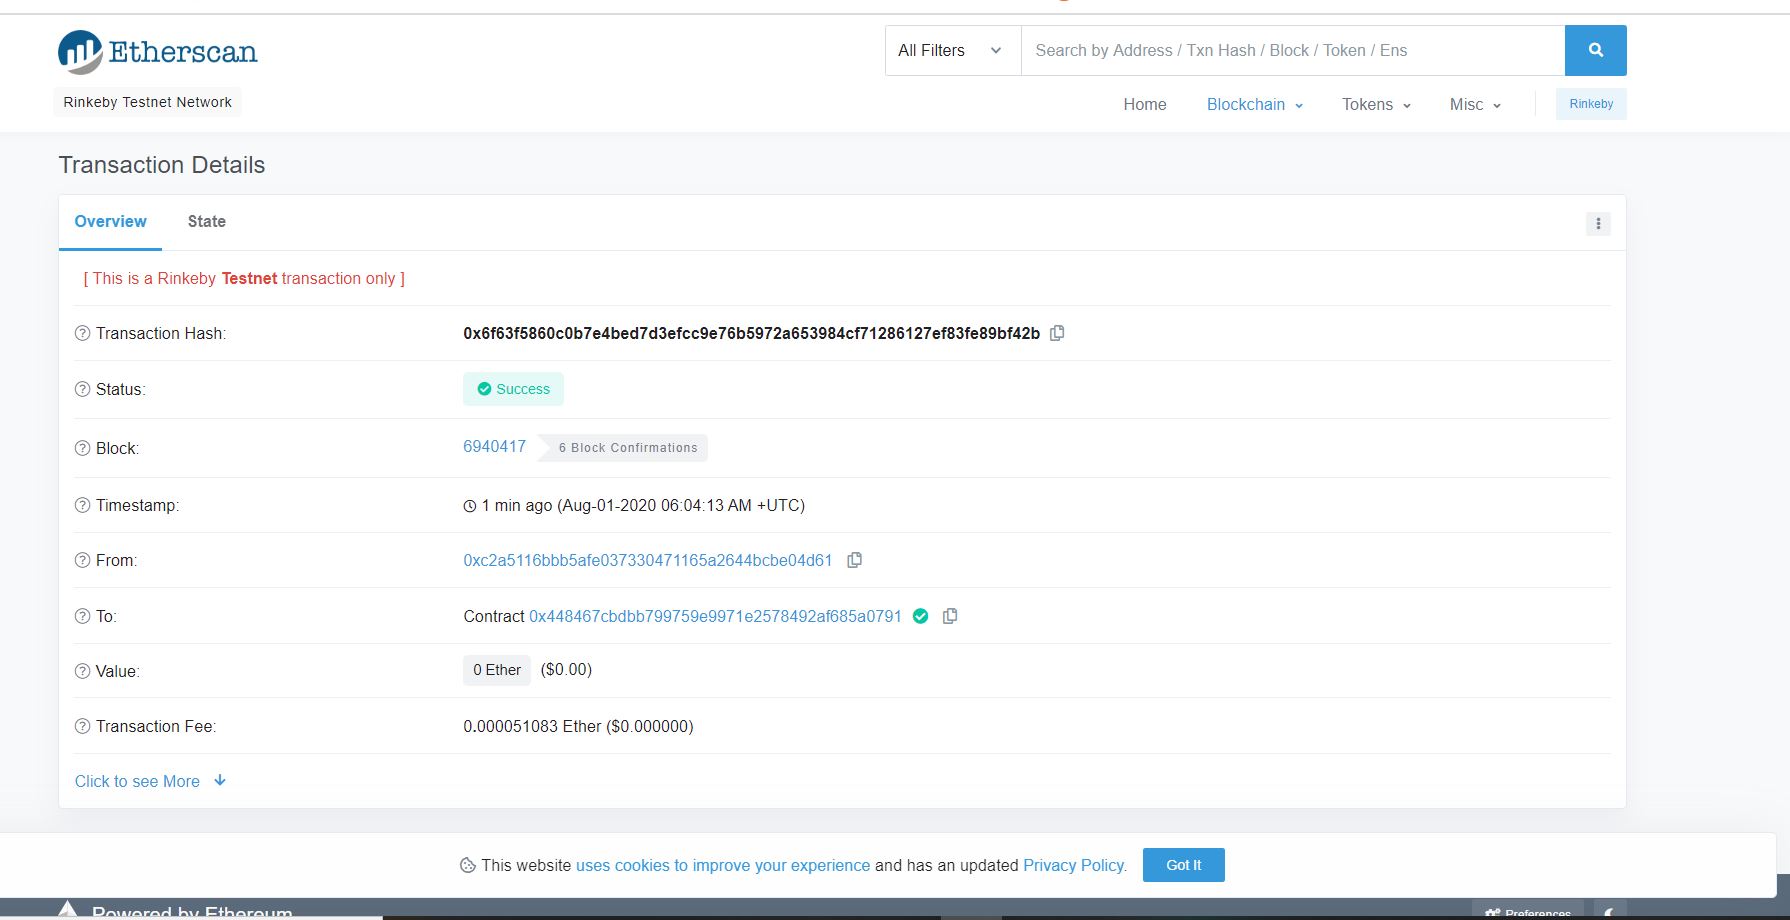 Etherscan
All Filters
Search by Address / Txn Hash / Block / Token / Ens
Rinkeby Testnet Network
Home Blockchain Tokens Misc Rinkeby
Transaction Details
Overview State
[ This is a Rinkeby Testnet transaction only ]
Transaction Hash: 0x6f63f5860c0b7e4bed7d3efcc9e76b5972a653984cf71286127ef83fe89bf42b
Status: Success
Block: 6940417 6 Block Confirmations
Timestamp: 1 min ago (Aug-01-2020 06:04:13 AM +UTC)
From: 0xc2a5116bbb5afe037330471165a2644bcbe04d61
To: Contract 0x448467cbdbb799759e9971e2578492af685a0791
Value: 0 Ether ($0.00)
Transaction Fee: 0.000051083 Ether ($0.000000)
Click to see More
This website uses cookies to improve your experience and has an updated Privacy Policy. Got It
Powered by Ethereum Preferences